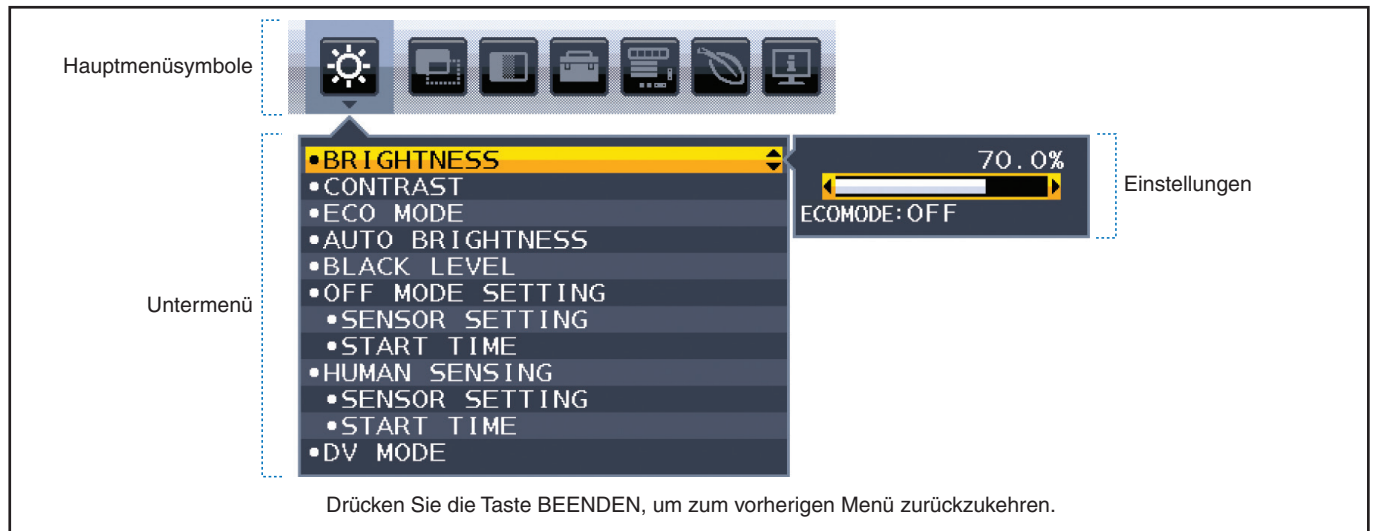 Hauptmenüsymbole
•BRIGHTNESS
•CONTRAST
•ECO MODE
•AUTO BRIGHTNESS
•BLACK LEVEL
•OFF MODE SETTING
•SENSOR SETTING
•START TIME
•HUMAN SENSING
•SENSOR SETTING
•START TIME
•DV MODE
Untermenü
70.0%
ECOMODE:OFF
Einstellungen
Drücken Sie die Taste BEENDEN, um zum vorherigen Menü zurückzukehren.